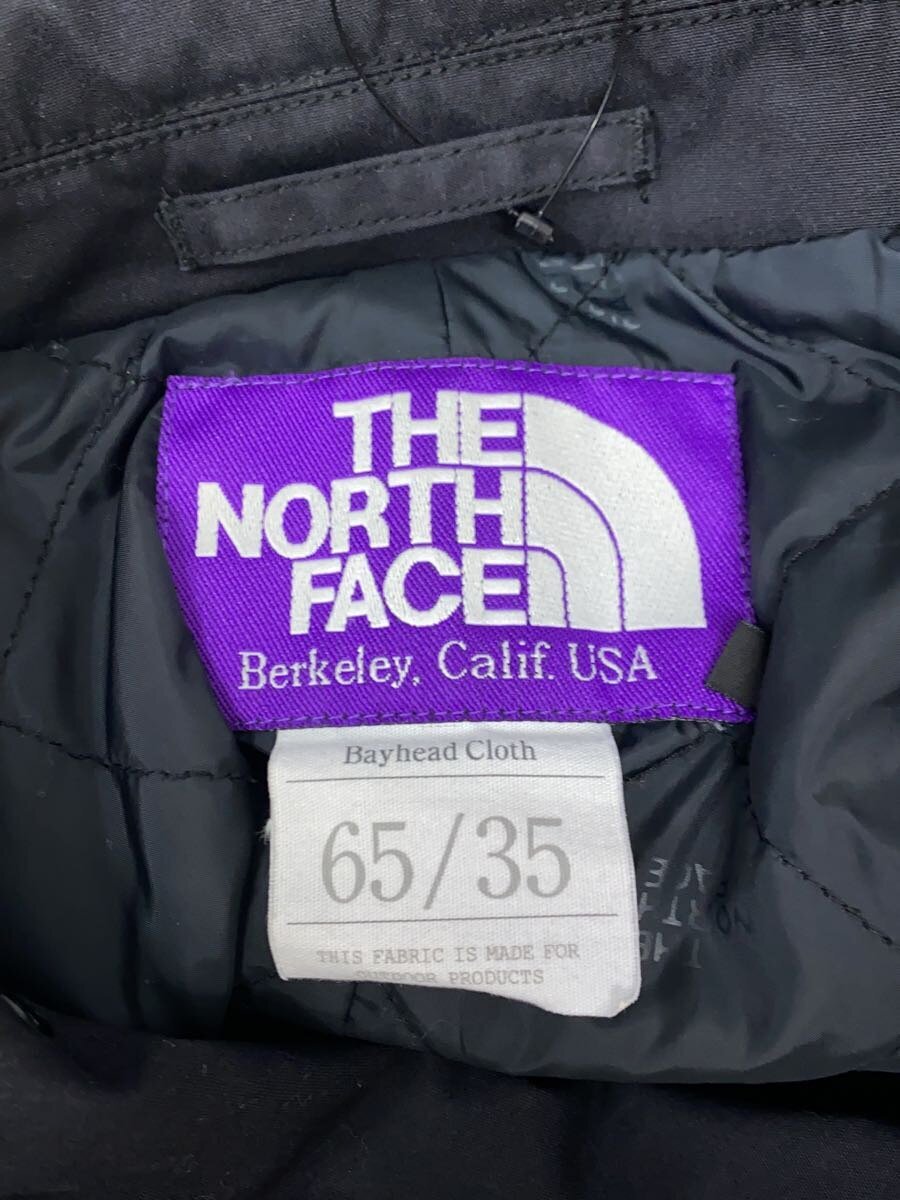 THE
NORTH
FACE
Berkeley, Calif. USA
Bayhead Cloth
65/35
THIS FABRIC IS MADE FOR
OUTDOOR PRODUCTS